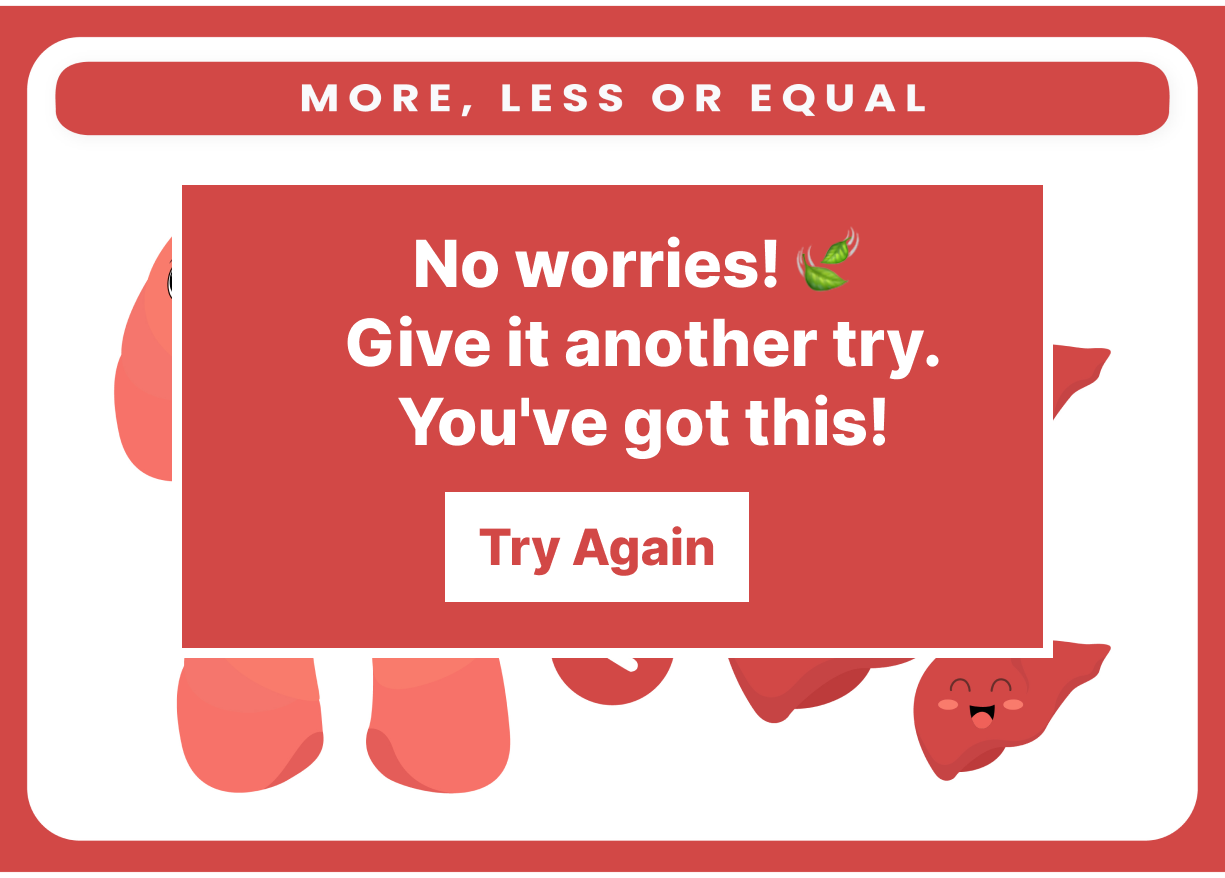 MORE, LESS OR EQUAL
No worries! 🍃
Give it another try.
You've got this!
Try Again